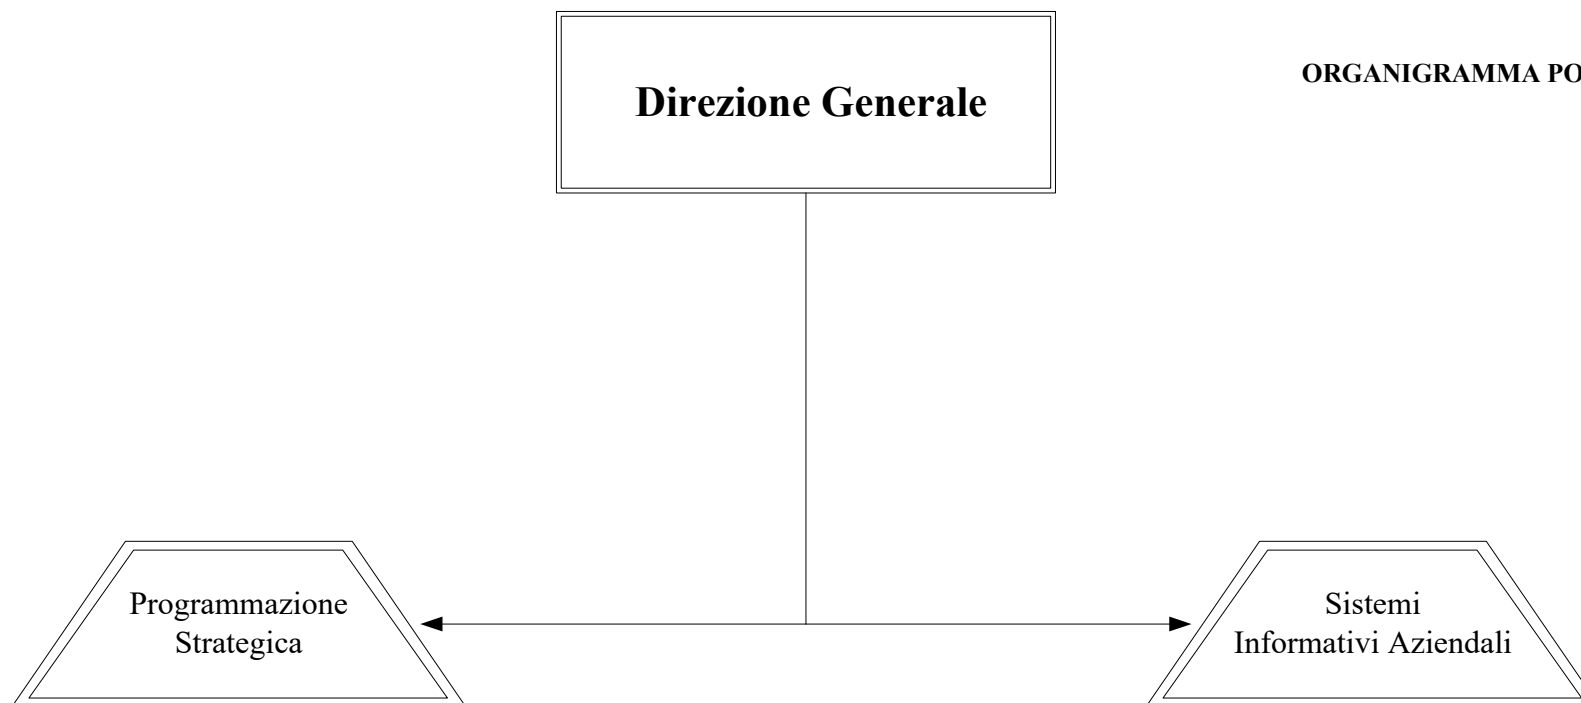 Direzione Generale
ORGANIGRAMMA PO
Programmazione
Strategica
Sistemi
Informativi Aziendali